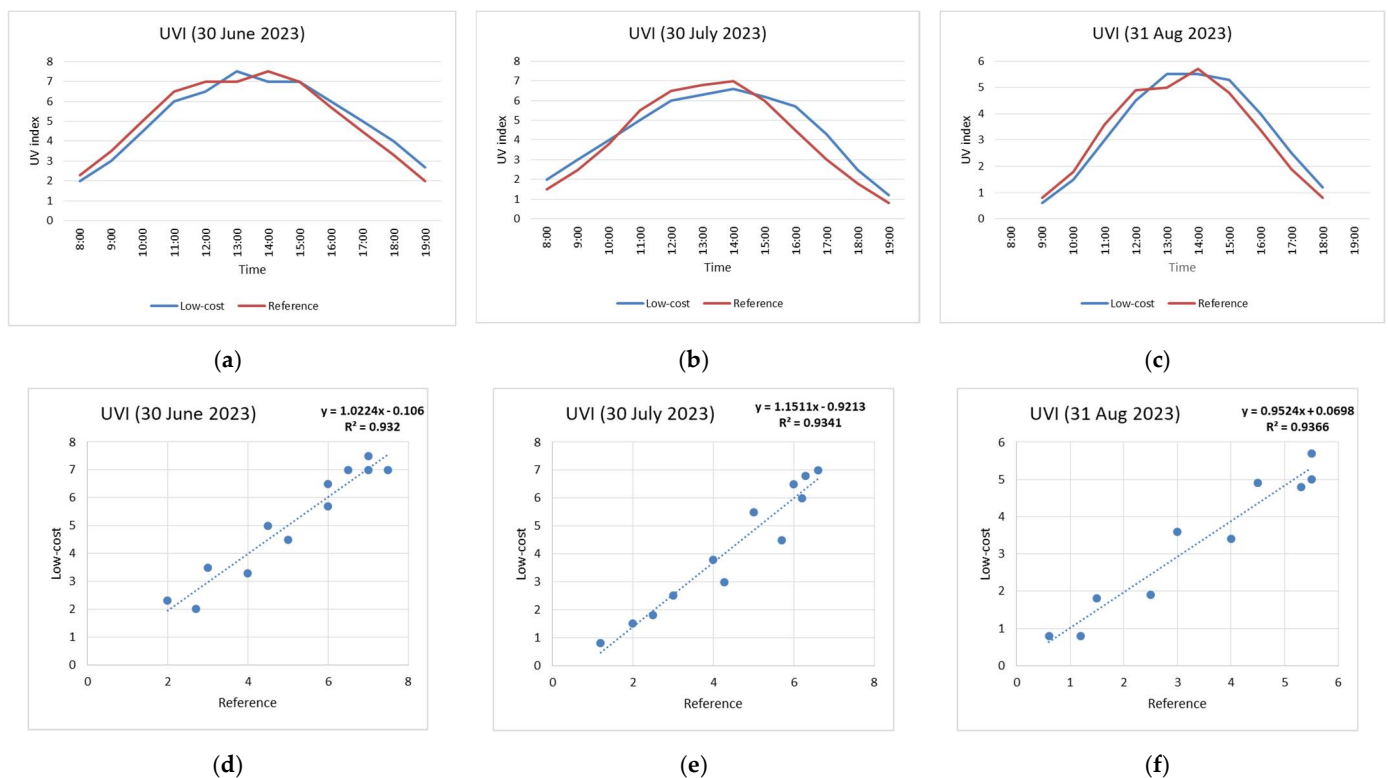 UVI (30 June 2023)
8
7
6
5
4
3
2
1
0
UV index
8:00
9:00
10:00
11:00
12:00
13:00
14:00
15:00
16:00
17:00
18:00
19:00
Time
Low-cost Reference
(a)
UVI (30 July 2023)
8
7
6
5
4
3
2
1
0
UV index
8:00
9:00
10:00
11:00
12:00
13:00
14:00
15:00
16:00
17:00
18:00
19:00
Time
Low-cost Reference
(b)
UVI (31 Aug 2023)
6
5
4
3
2
1
0
UV index
8:00
9:00
10:00
11:00
12:00
13:00
14:00
15:00
16:00
17:00
18:00
19:00
Time
Low-cost Reference
(c)
UVI (30 June 2023)
y = 1.0224x - 0.106
R² = 0.932
8
7
6
5
4
3
2
1
0
Low-cost
0 2 4 6 8
Reference
(d)
UVI (30 July 2023)
y = 1.1511x - 0.9213
R² = 0.9341
8
7
6
5
4
3
2
1
0
Low-cost
0 2 4 6 8
Reference
(e)
UVI (31 Aug 2023)
y = 0.9524x + 0.0698
R² = 0.9366
6
5
4
3
2
1
0
Low-cost
0 1 2 3 4 5 6
Reference
(f)